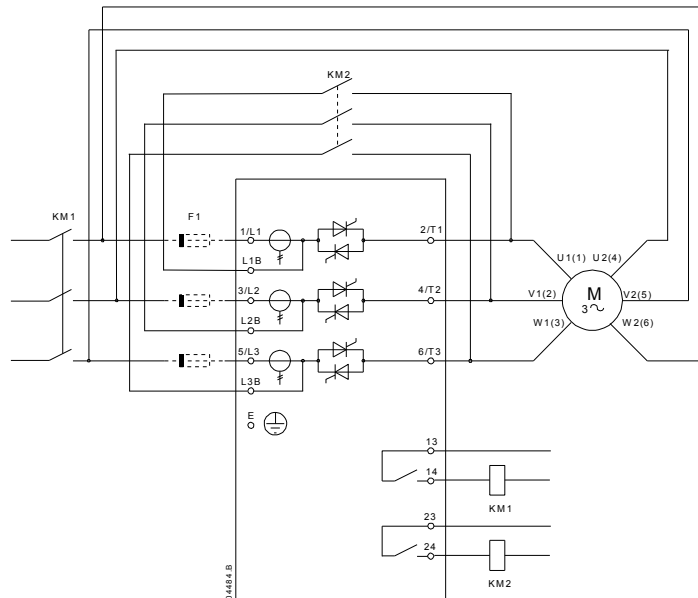 KM2
KM1
F1
1/L1
2/T1
L1B
U1(1) U2(4)
3/L2
4/T2
V1(2)
M
3
V2(5)
L2B
W1(3)
W2(6)
5/L3
6/T3
L3B
E
13
14
KM1
23
24
KM2
04484.B